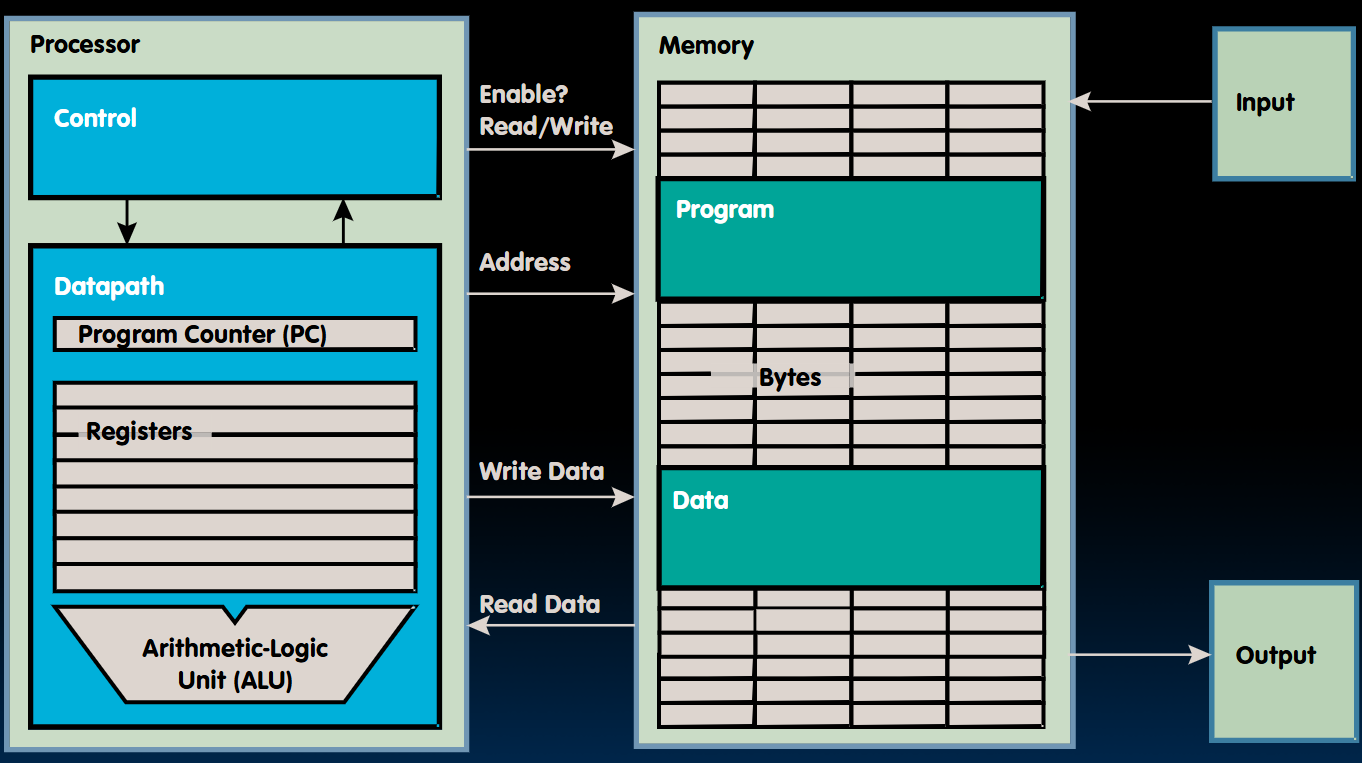 Processor
Control
Datapath
Program Counter (PC)
Registers
Arithmetic-Logic
Unit (ALU)
Enable?
Read/Write
Address
Write Data
Read Data
Memory
Program
Bytes
Data
Input
Output